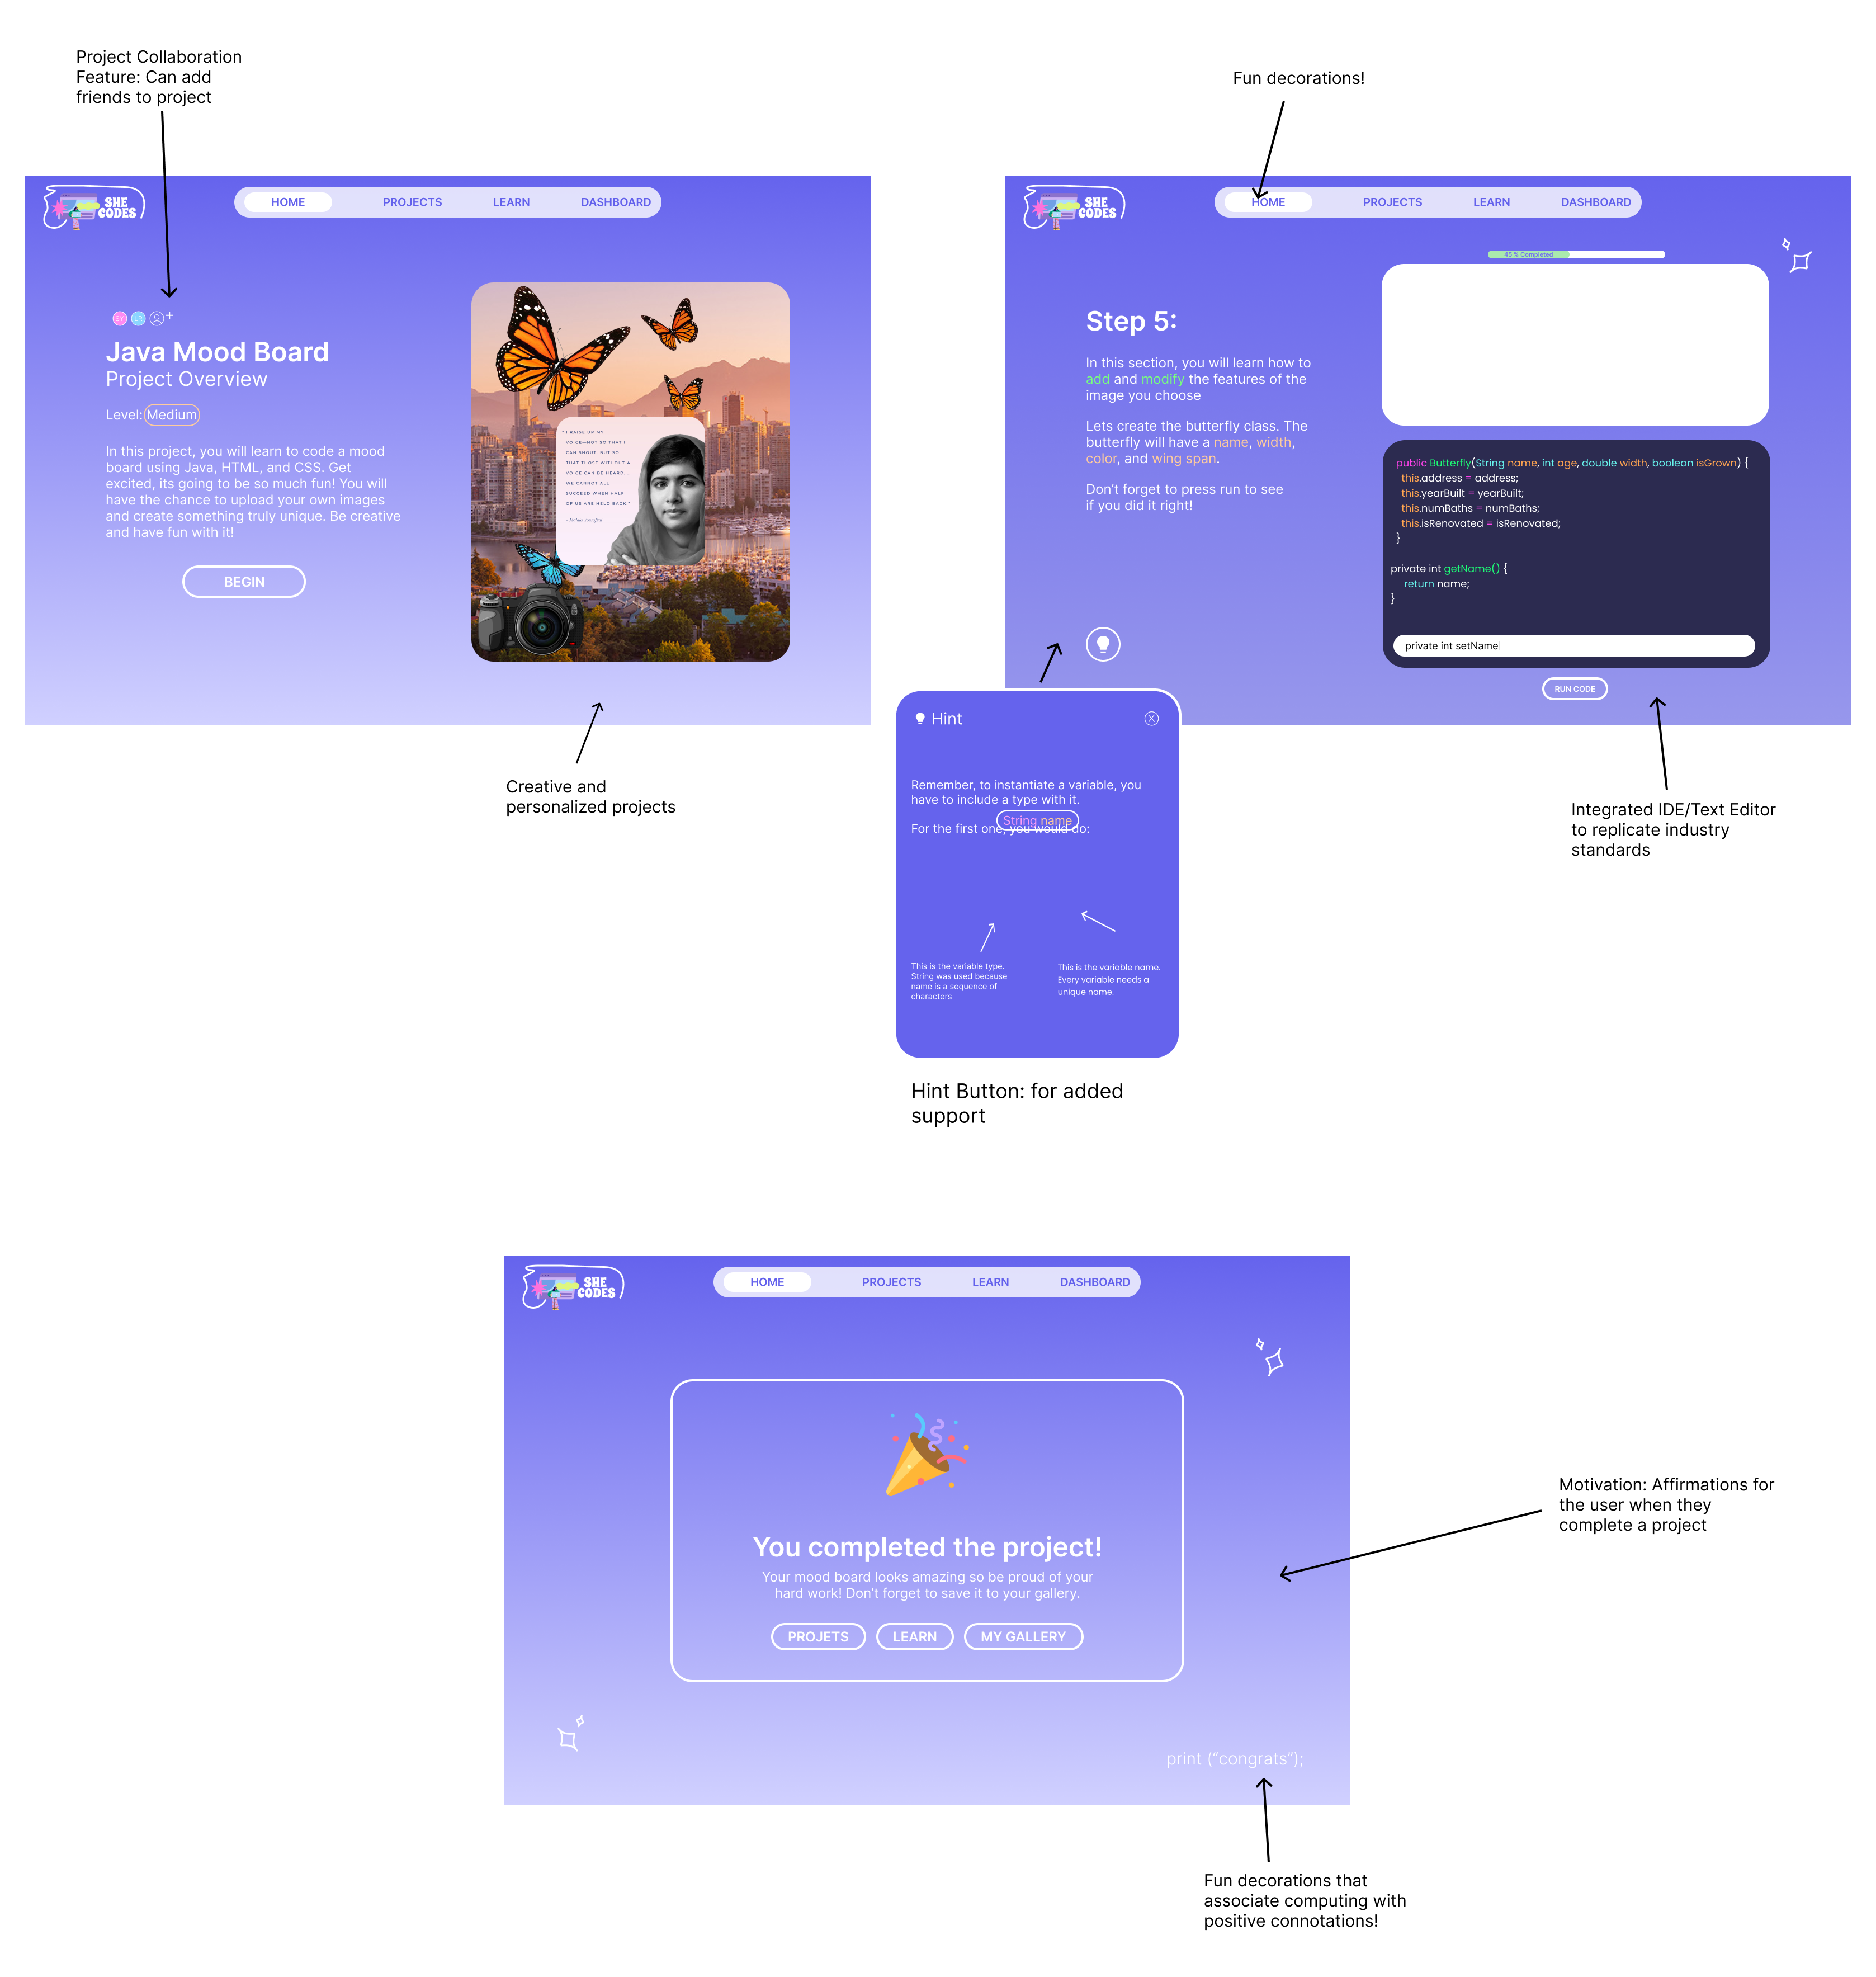 Project Collaboration
Feature: Can add
friends to project
Fun decorations!
SHE
CODES
HOME
PROJECTS
LEARN
DASHBOARD
SY
LR
Java Mood Board
Project Overview
Level: Medium
In this project, you will learn to code a mood
board using Java, HTML, and CSS. Get
excited, its going to be so much fun! You will
have the chance to upload your own images
and create something truly unique. Be creative
and have fun with it!
BEGIN
" I RAISE UP MY
VOICE—NOT SO THAT I
CAN SHOUT, BUT SO
THAT THOSE WITHOUT A
VOICE CAN BE HEARD. ...
WE CANNOT ALL
SUCCEED WHEN HALF
OF US ARE HELD BACK."
– Malala Yousafzai
Creative and
personalized projects
SHE
CODES
HOME
PROJECTS
LEARN
DASHBOARD
45 % Completed
Step 5:
In this section, you will learn how to
add and modify the features of the
image you choose
Lets create the butterfly class. The
butterfly will have a name, width,
color, and wing span.
Don't forget to press run to see
if you did it right!
public Butterfly(String name, int age, double width, boolean isGrown) {
this.address = address;
this.yearBuilt = yearBuilt;
this.numBaths = numBaths;
this.isRenovated = isRenovated;
}
private int getName() {
return name;
}
private int setName
RUN CODE
Integrated IDE/Text Editor
to replicate industry
standards
Hint
X
Remember, to instantiate a variable, you
have to include a type with it.
String name
For the first one, you would do:
This is the variable type.
String was used because
name is a sequence of
characters
This is the variable name.
Every variable needs a
unique name.
Hint Button: for added
support
SHE
CODES
HOME
PROJECTS
LEARN
DASHBOARD
You completed the project!
Your mood board looks amazing so be proud of your
hard work! Don't forget to save it to your gallery.
PROJETS
LEARN
MY GALLERY
print ("congrats");
Motivation: Affirmations for
the user when they
complete a project
Fun decorations that
associate computing with
positive connotations!